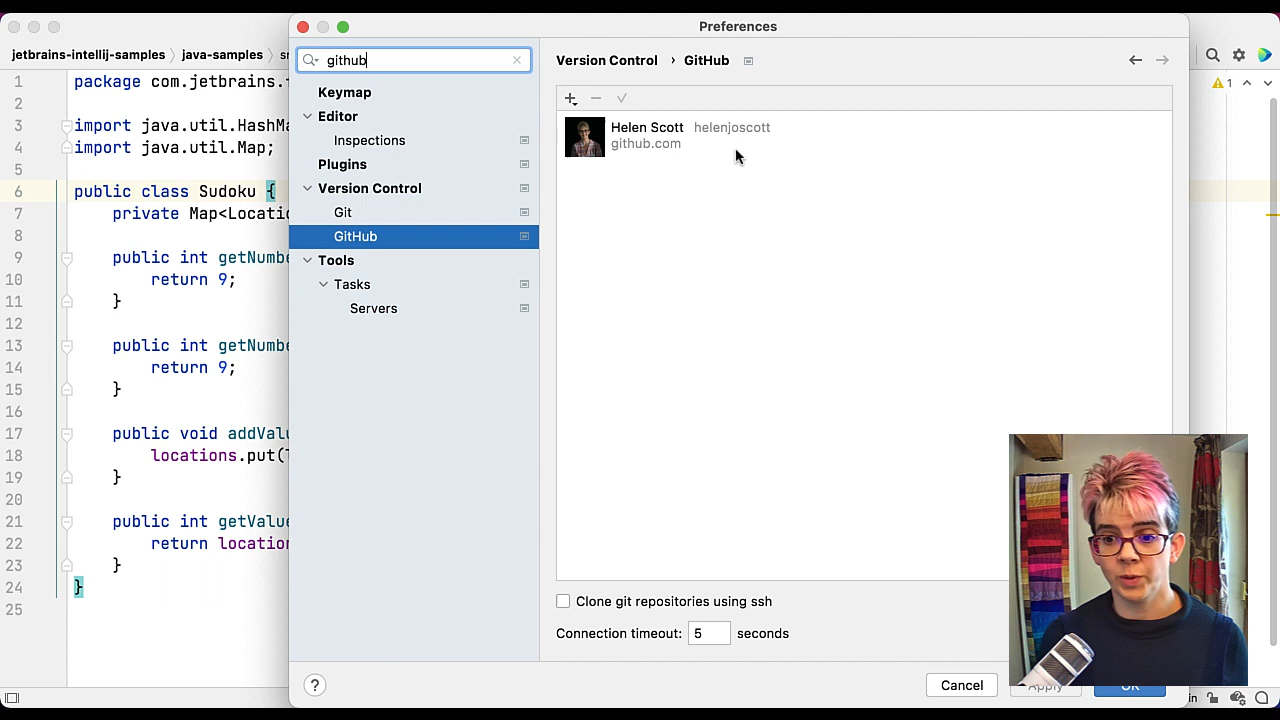 Preferences
jetbrains-intellij-samples
java-samples
github
Version Control
GitHub
1
Keymap
Editor
Inspections
Plugins
Version Control
Git
GitHub
Tools
Tasks
Servers
Helen Scott helenjoscott
github.com
1 package com.jetbrains.
2
3 import java.util.HashMa
4 import java.util.Map;
5
6 public class Sudoku {
7 private Map<Locatio
8
9 public int getNumbe
10 return 9;
11 }
12
13 public int getNumbe
14 return 9;
15 }
16
17 public void addValu
18 locations.put(
19 }
20
21 public int getValue
22 return location
23 }
24 }
25
Clone git repositories using ssh
Connection timeout: 5 seconds
?
Cancel
Apply
OK